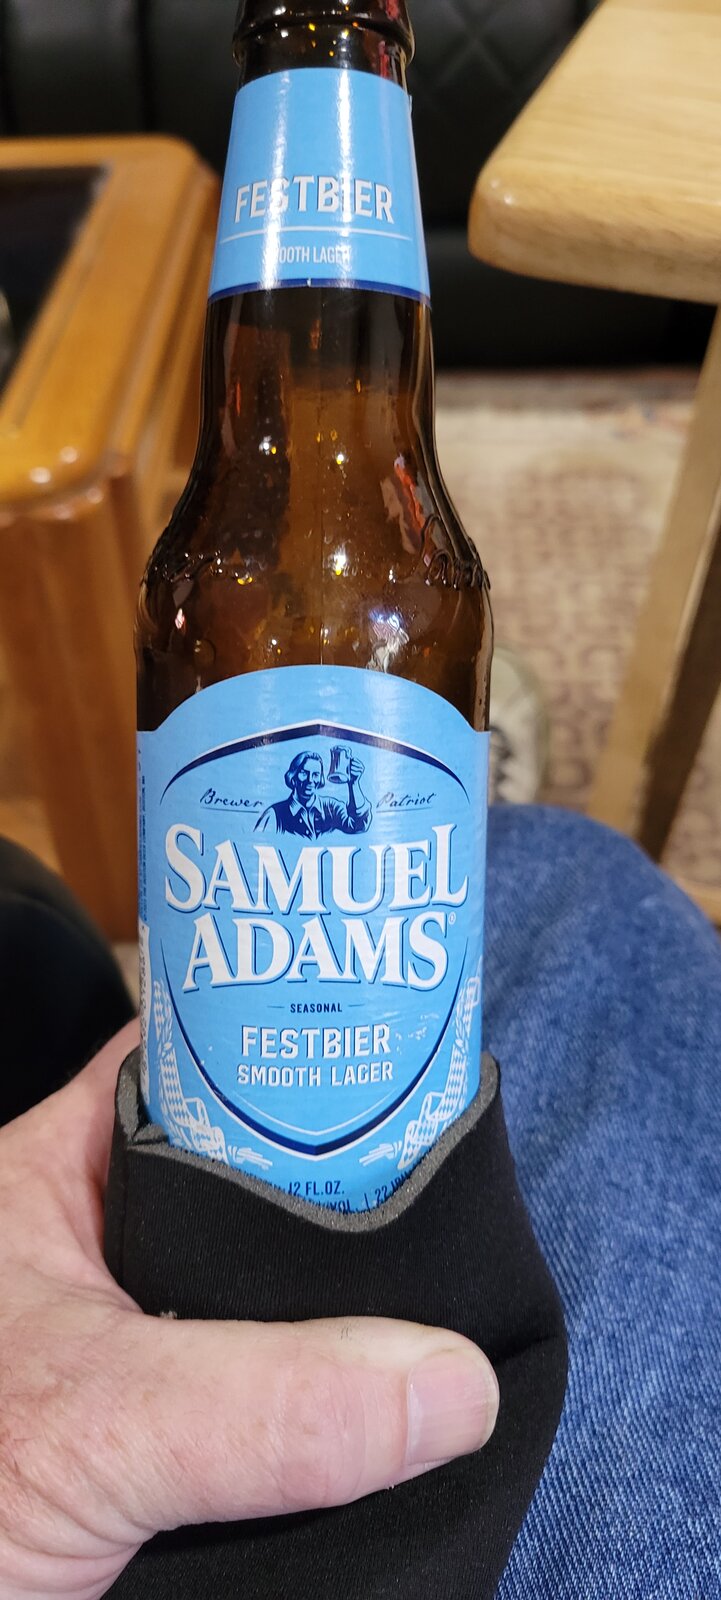 FESTBIER
SMOOTH LAGER
Brewer Patriot
SAMUEL
ADAMS®
SEASONAL
FESTBIER
SMOOTH LAGER
12 FL.OZ.